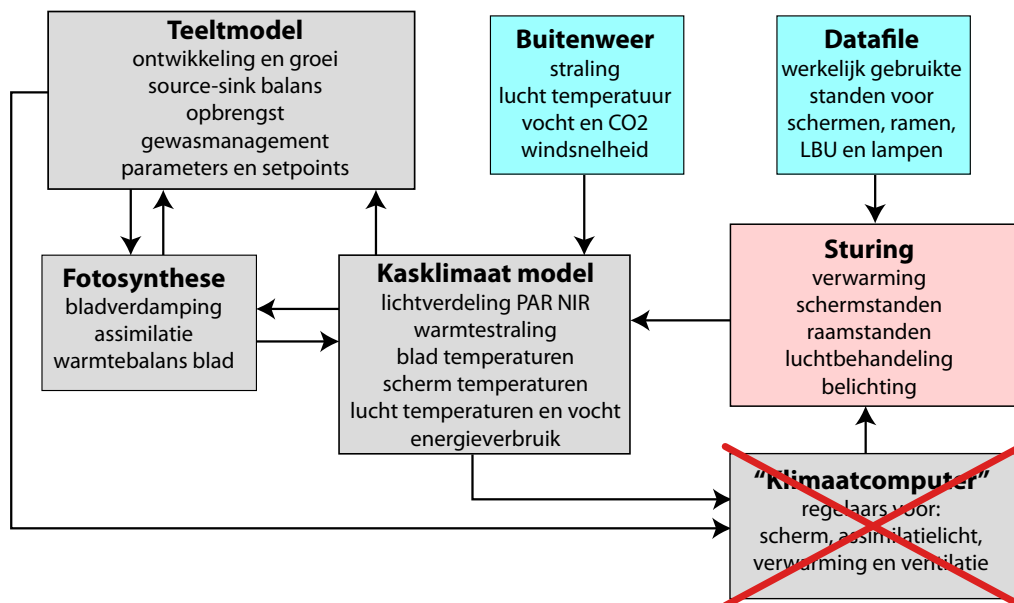 Teeltmodel
ontwikkeling en groei
source-sink balans
opbrengst
gewasmanagement
parameters en setpoints
Buitenweer
straling
lucht temperatuur
vocht en CO2
windsnelheid
Datafile
werkelijk gebruikte
standen voor
schermen, ramen,
LBU en lampen
Fotosynthese
bladverdamping
assimilatie
warmtebalans blad
Kasklimaat model
lichtverdeling PAR NIR
warmtestraling
blad temperaturen
scherm temperaturen
lucht temperaturen en vocht
energieverbruik
Sturing
verwarming
schermstanden
raamstanden
luchtbehandeling
belichting
“Klimaatcomputer”
regelaars voor:
scherm, assimilatielicht,
verwarming en ventilatie